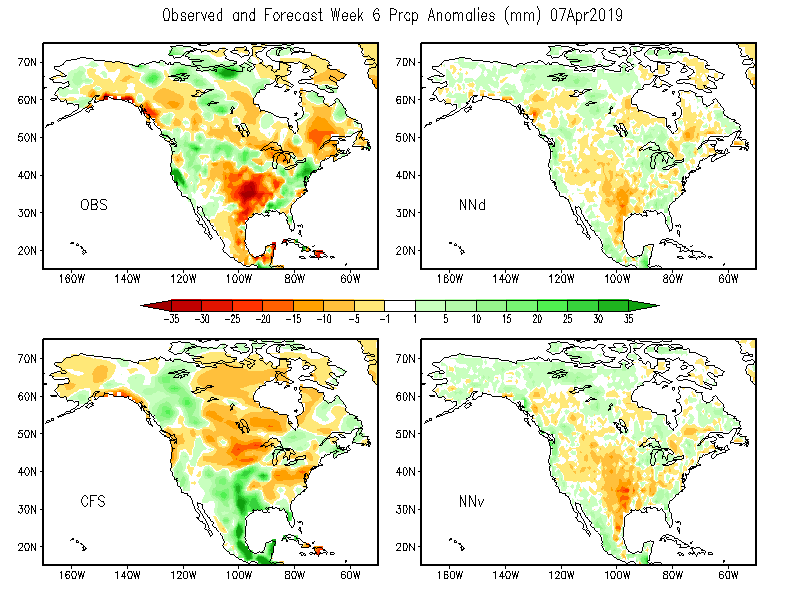 Observed and Forecast Week 6 Prcp Anomalies (mm) 07Apr2019
70N
60N
50N
40N
30N
20N
OBS
160W 140W 120W 100W 80W 60W
70N
60N
50N
40N
30N
20N
NNd
160W 140W 120W 100W 80W 60W
-35 -30 -25 -20 -15 -10 -5 -1 1 5 10 15 20 25 30 35
70N
60N
50N
40N
30N
20N
CFS
160W 140W 120W 100W 80W 60W
70N
60N
50N
40N
30N
20N
NNv
160W 140W 120W 100W 80W 60W